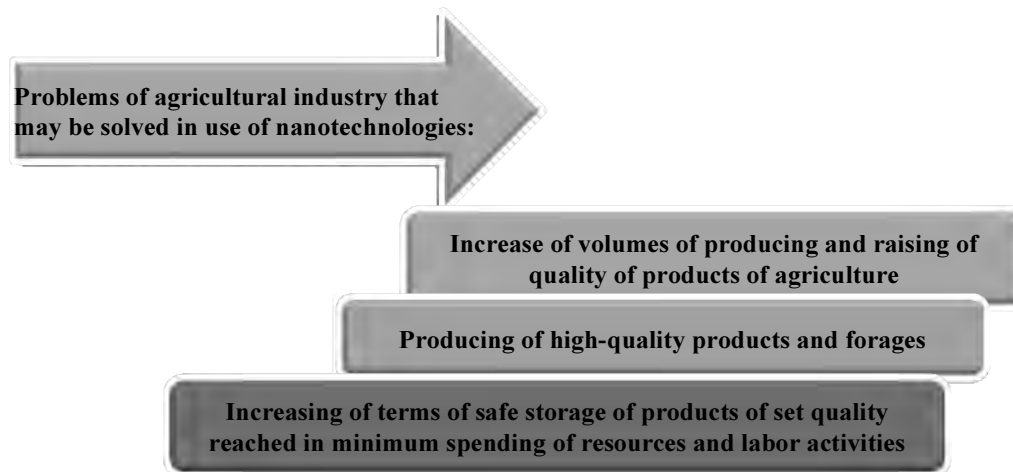 Problems of agricultural industry that
may be solved in use of nanotechnologies:
Increase of volumes of producing and raising of
quality of products of agriculture
Producing of high-quality products and forages
Increasing of terms of safe storage of products of set quality
reached in minimum spending of resources and labor activities